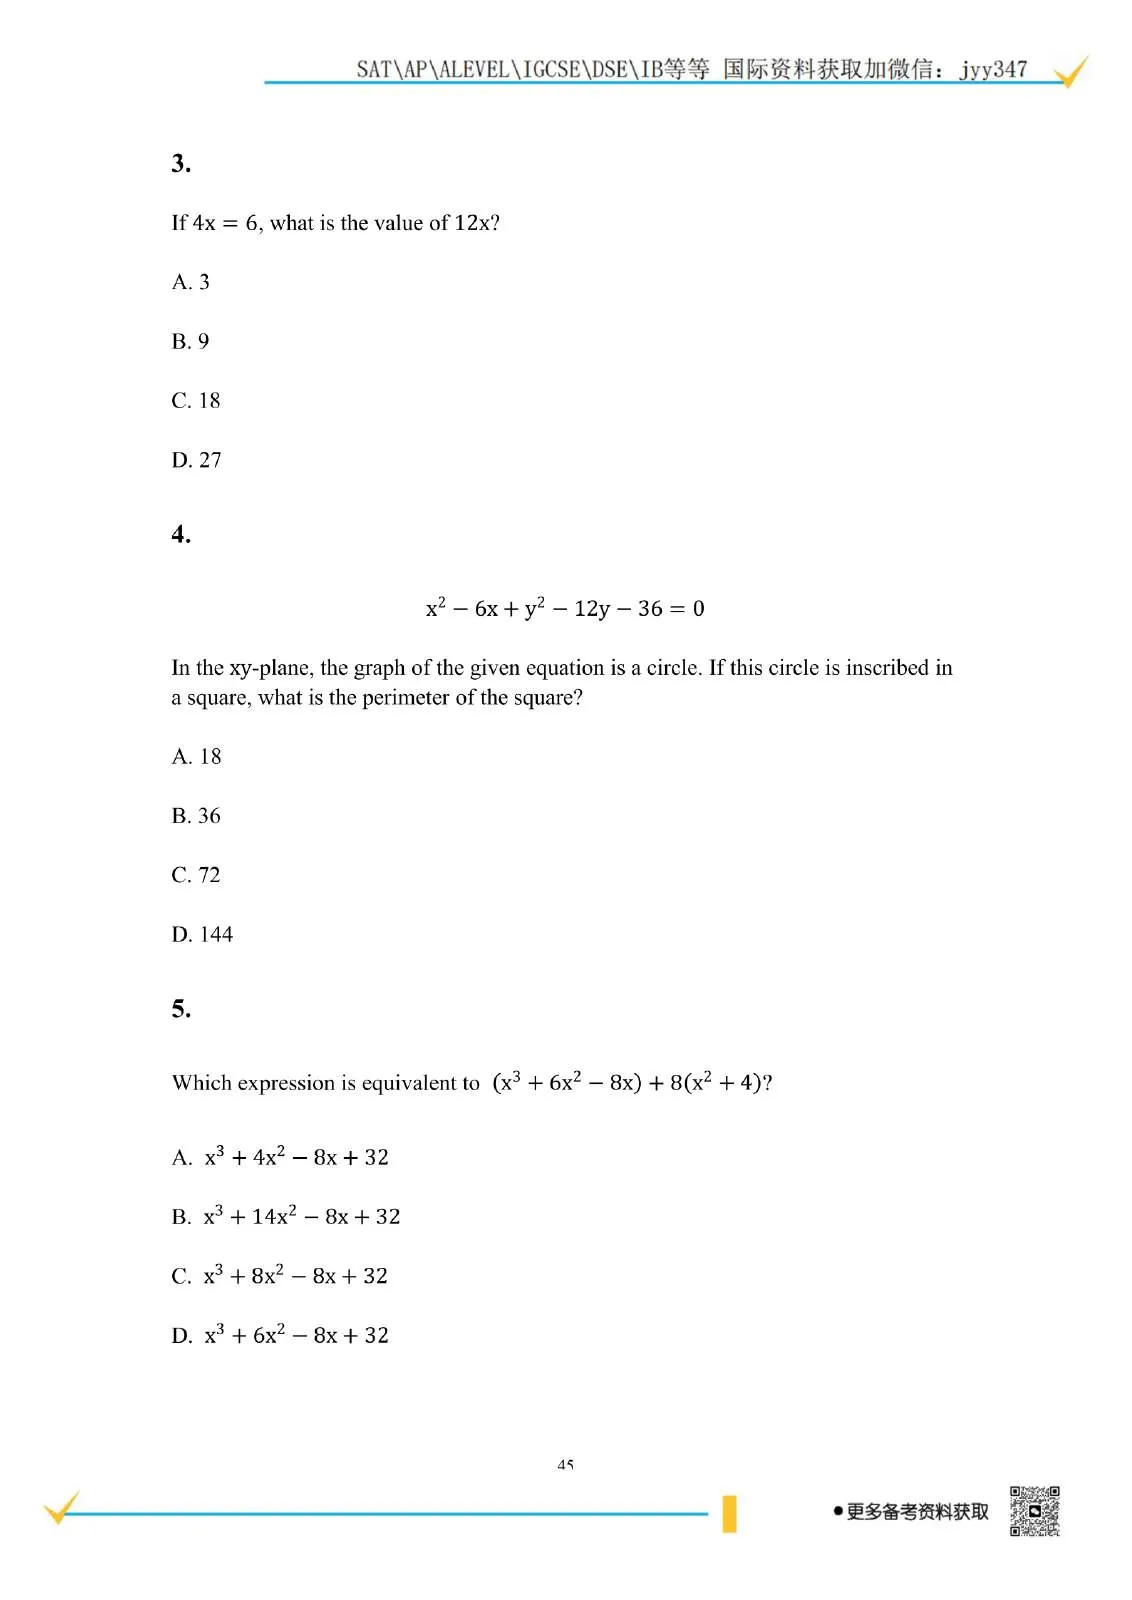 SAT\AP\ALEVEL\IGCSE\DSE\IB等等 国际资料获取加微信：jyy347
3.
If 4x = 6, what is the value of 12x?
A. 3
B. 9
C. 18
D. 27
4.
x² − 6x + y² − 12y − 36 = 0
In the xy-plane, the graph of the given equation is a circle. If this circle is inscribed in
a square, what is the perimeter of the square?
A. 18
B. 36
C. 72
D. 144
5.
Which expression is equivalent to (x³ + 6x² − 8x) + 8(x² + 4)?
A. x³ + 4x² − 8x + 32
B. x³ + 14x² − 8x + 32
C. x³ + 8x² − 8x + 32
D. x³ + 6x² − 8x + 32
45
●更多备考资料获取